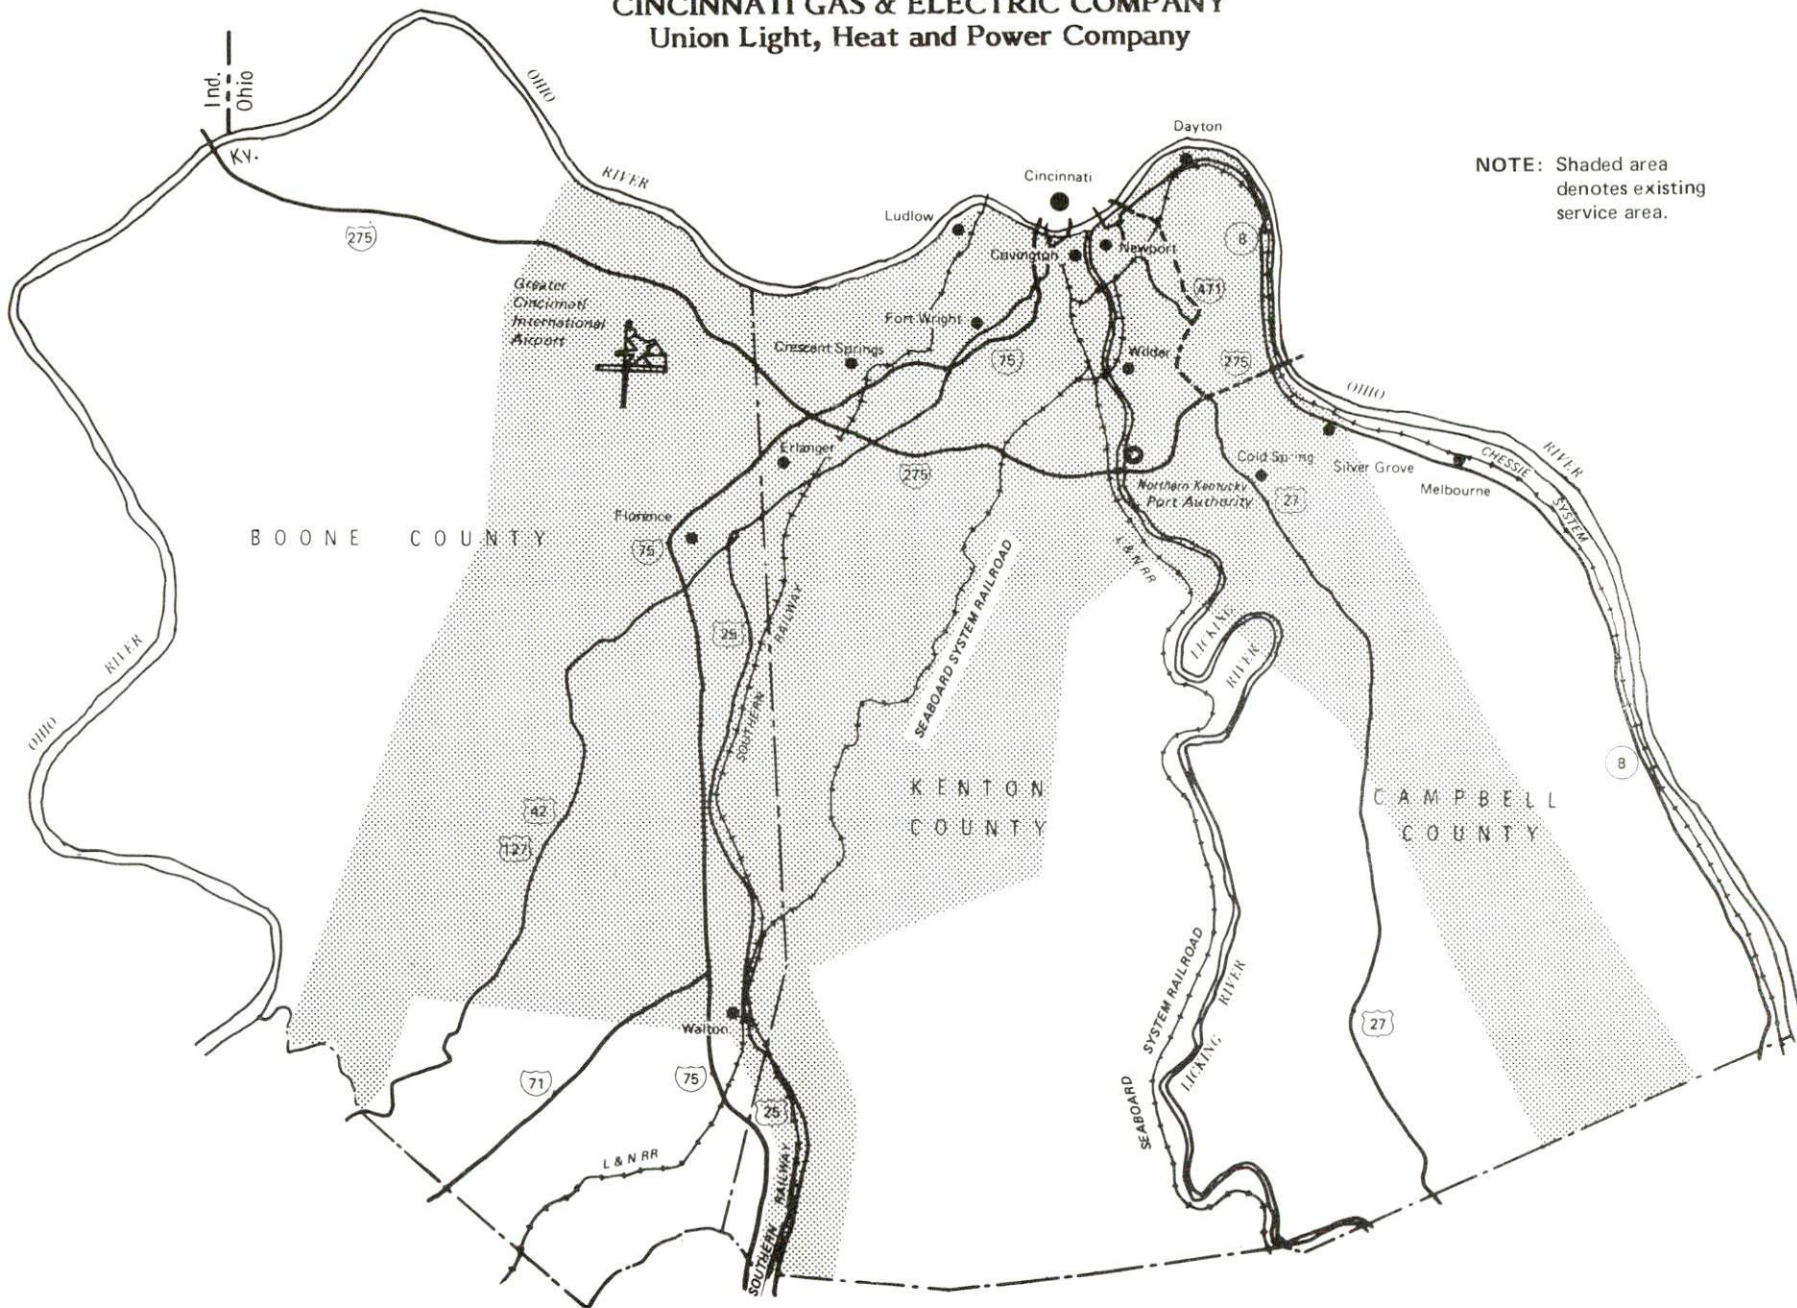 CINCINNATI GAS & ELECTRIC COMPANY
Union Light, Heat and Power Company
Ind.
Ohio
Ky.
OHIO
RIVER
Dayton
Cincinnati
Ludlow
Covington
Newport
NOTE: Shaded area
denotes existing
service area.
275
8
471
Greater
Cincinnati
International
Airport
Fort Wright
Crescent Springs
75
Wilder
275
OHIO
RIVER
Erlanger
275
Cold Spring
Silver Grove
Melbourne
CHESSIE
SYSTEM
Northern Kentucky
Port Authority
27
Florence
75
BOONE COUNTY
L & N RR
25
RAILWAY
SOUTHERN
SEABOARD SYSTEM RAILROAD
LICKING
RIVER
RIVER
OHIO
42
127
KENTON
COUNTY
CAMPBELL
COUNTY
8
SYSTEM RAILROAD
SEABOARD
RIVER
LICKING
27
Walton
71
75
25
L & N RR
RAILWAY
SOUTHERN